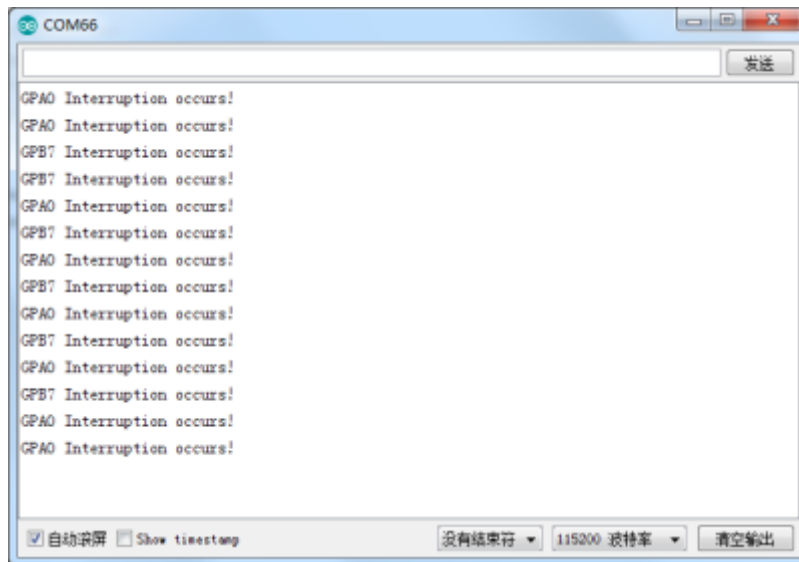 COM66
发送
GPA0 Interruption occurs!
GPA0 Interruption occurs!
GPB7 Interruption occurs!
GPB7 Interruption occurs!
GPA0 Interruption occurs!
GPB7 Interruption occurs!
GPA0 Interruption occurs!
GPB7 Interruption occurs!
GPA0 Interruption occurs!
GPB7 Interruption occurs!
GPA0 Interruption occurs!
GPB7 Interruption occurs!
GPA0 Interruption occurs!
GPA0 Interruption occurs!
自动滚屏 Show timestamp 没有结束符 115200 波特率 清空输出